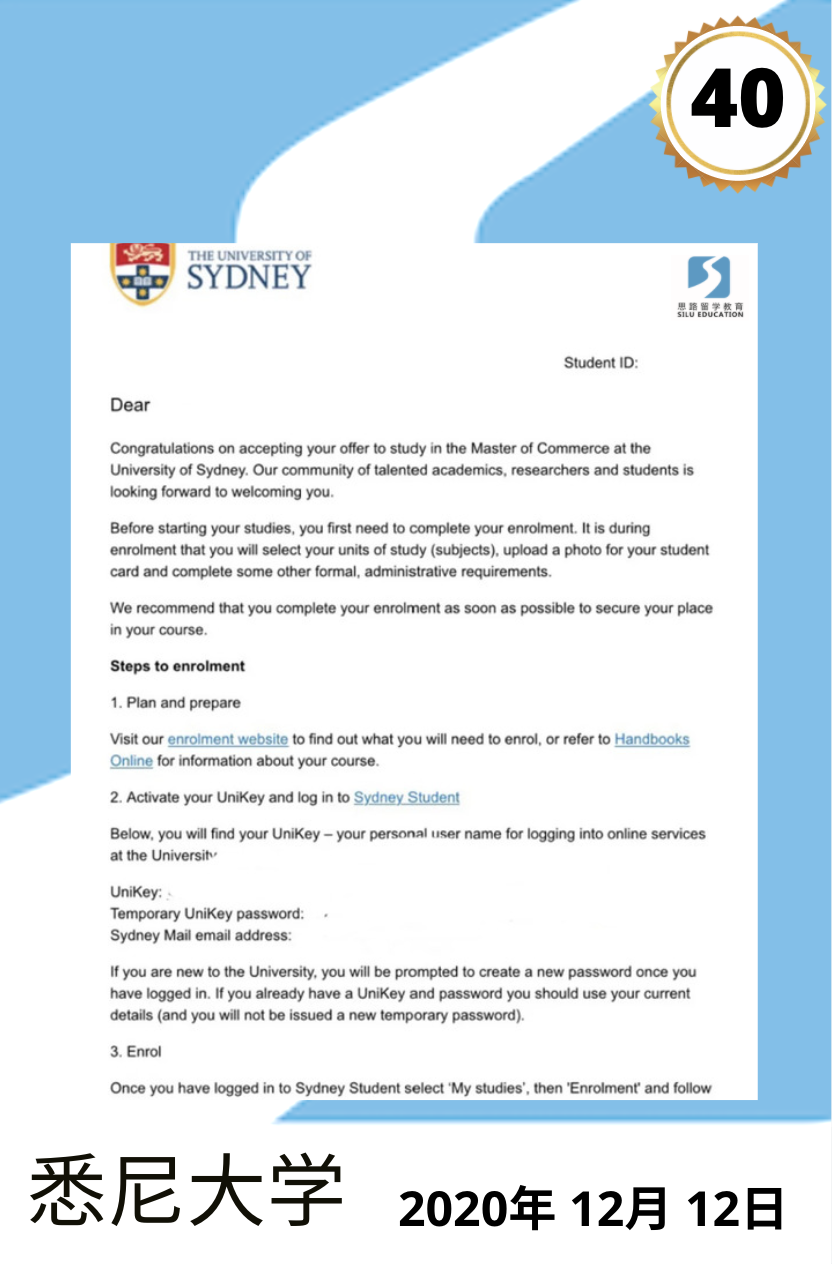 40
THE UNIVERSITY OF
SYDNEY
思路留学教育
SILU EDUCATION
Student ID:
Dear
Congratulations on accepting your offer to study in the Master of Commerce at the
University of Sydney. Our community of talented academics, researchers and students is
looking forward to welcoming you.
Before starting your studies, you first need to complete your enrolment. It is during
enrolment that you will select your units of study (subjects), upload a photo for your student
card and complete some other formal, administrative requirements.
We recommend that you complete your enrolment as soon as possible to secure your place
in your course.
Steps to enrolment
1. Plan and prepare
Visit our enrolment website to find out what you will need to enrol, or refer to Handbooks
Online for information about your course.
2. Activate your UniKey and log in to Sydney Student
Below, you will find your UniKey – your personal user name for logging into online services
at the University
UniKey:
Temporary UniKey password:
Sydney Mail email address:
If you are new to the University, you will be prompted to create a new password once you
have logged in. If you already have a UniKey and password you should use your current
details (and you will not be issued a new temporary password).
3. Enrol
Once you have logged in to Sydney Student select ‘My studies’, then 'Enrolment' and follow
悉尼大学
2020年 12月 12日